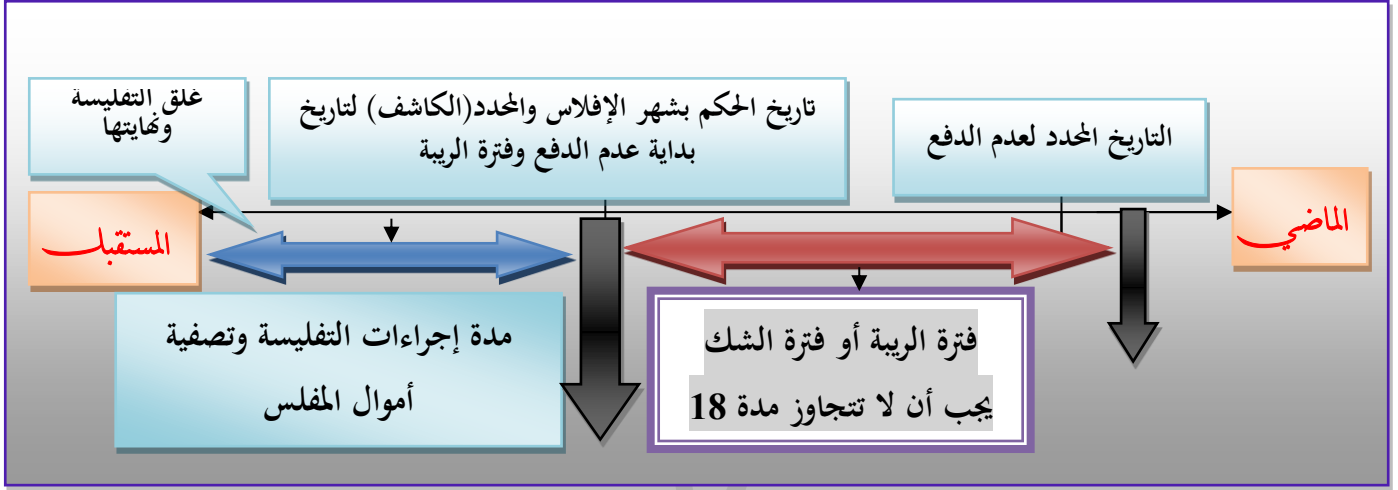 التاريخ المحدد لعدم الدفع
تاريخ الحكم بشهر الإفلاس والمحدد(الكاشف) لتاريخ
بداية عدم الدفع وفترة الريبة
غلق التفليسة
ونهايتها
الماضي
المستقبل
فترة الريبة أو فترة الشك
يجب أن لا تتجاوز مدة 18
مدة إجراءات التفليسة وتصفية
أموال المفلس